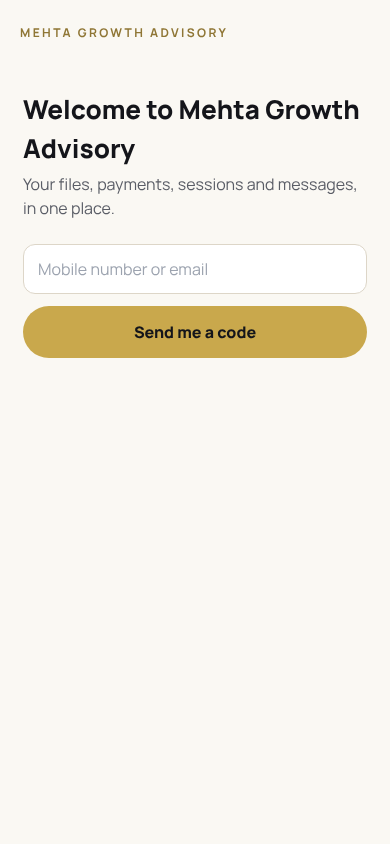 MEHTA GROWTH ADVISORY
Welcome to Mehta Growth
Advisory
Your files, payments, sessions and messages,
in one place.
Mobile number or email
Send me a code